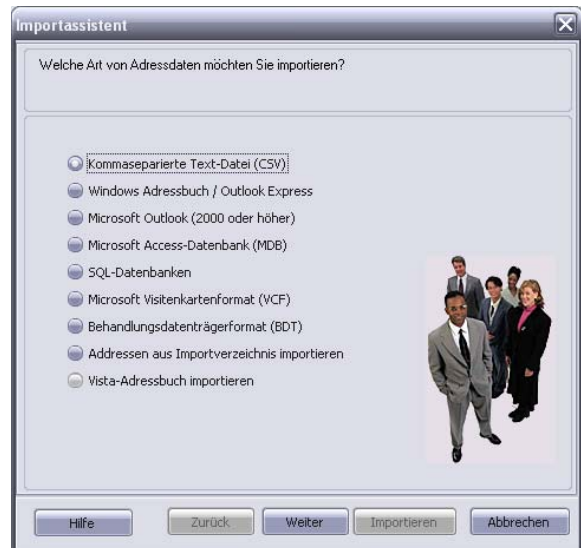 Importassistent
Welche Art von Adressdaten möchten Sie importieren?
Kommaseparierte Text-Datei (CSV)
Windows Adressbuch / Outlook Express
Microsoft Outlook (2000 oder höher)
Microsoft Access-Datenbank (MDB)
SQL-Datenbanken
Microsoft Visitenkartenformat (VCF)
Behandlungsdatenträgerformat (BDT)
Addressen aus Importverzeichnis importieren
Vista-Adressbuch importieren
Hilfe Zurück Weiter Importieren Abbrechen